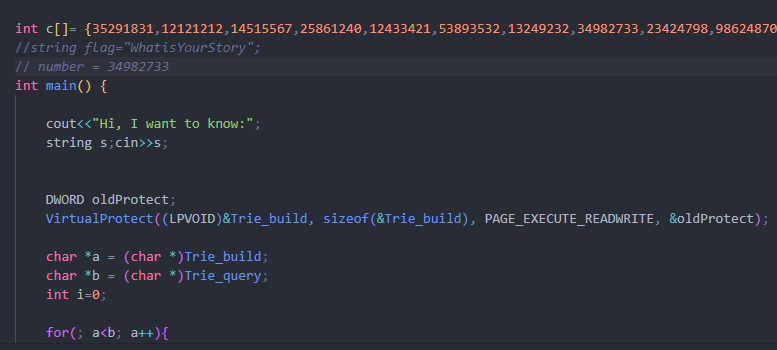 int c[]= {35291831,12121212,14515567,25861240,12433421,53893532,13249232,34982733,23424798,98624870
//string flag="WhatisYourStory";
// number = 34982733
int main() {
cout<<"Hi, I want to know:";
string s;cin>>s;
DWORD oldProtect;
VirtualProtect((LPVOID)&Trie_build, sizeof(&Trie_build), PAGE_EXECUTE_READWRITE, &oldProtect);
char *a = (char *)Trie_build;
char *b = (char *)Trie_query;
int i=0;
for(; a<b; a++){